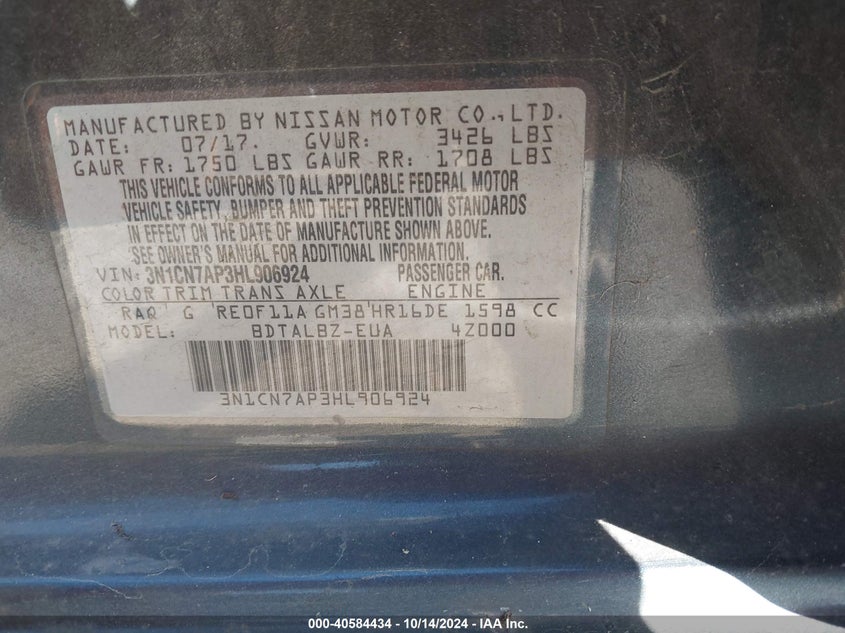 MANUFACTURED BY NISSAN MOTOR CO., LTD.
DATE: 07/17. GVWR: 3426 LBS
GAWR FR: 1750 LBS GAWR RR: 1708 LBS
THIS VEHICLE CONFORMS TO ALL APPLICABLE FEDERAL MOTOR
VEHICLE SAFETY, BUMPER AND THEFT PREVENTION STANDARDS
IN EFFECT ON THE DATE OF MANUFACTURE SHOWN ABOVE.
SEE OWNER'S MANUAL FOR ADDITIONAL INFORMATION.
VIN: 3N1CN7AP3HL906924 PASSENGER CAR.
COLOR TRIM TRANS AXLE ENGINE
RAQ G RE0F11A GM38 HR16DE 1598 CC
MODEL: BDTALBZ-EUA 4Z000
3N1CN7AP3HL906924
000-40584434 - 10/14/2024 - IAA Inc.